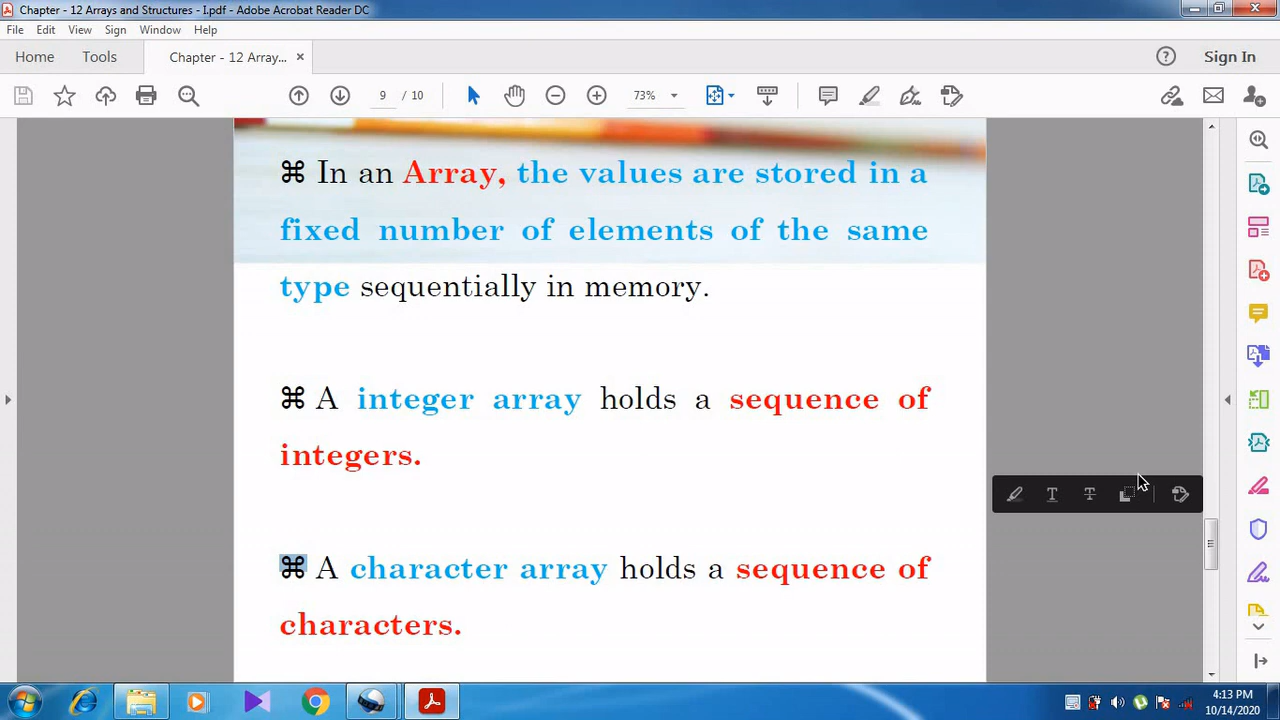 Chapter - 12 Arrays and Structures - I.pdf - Adobe Acrobat Reader DC
File Edit View Sign Window Help
Home Tools Chapter - 12 Array... × Sign In
9 / 10 73%
⌘ In an Array, the values are stored in a
fixed number of elements of the same
type sequentially in memory.
⌘ A integer array holds a sequence of
integers.
⌘ A character array holds a sequence of
characters.
4:13 PM
10/14/2020